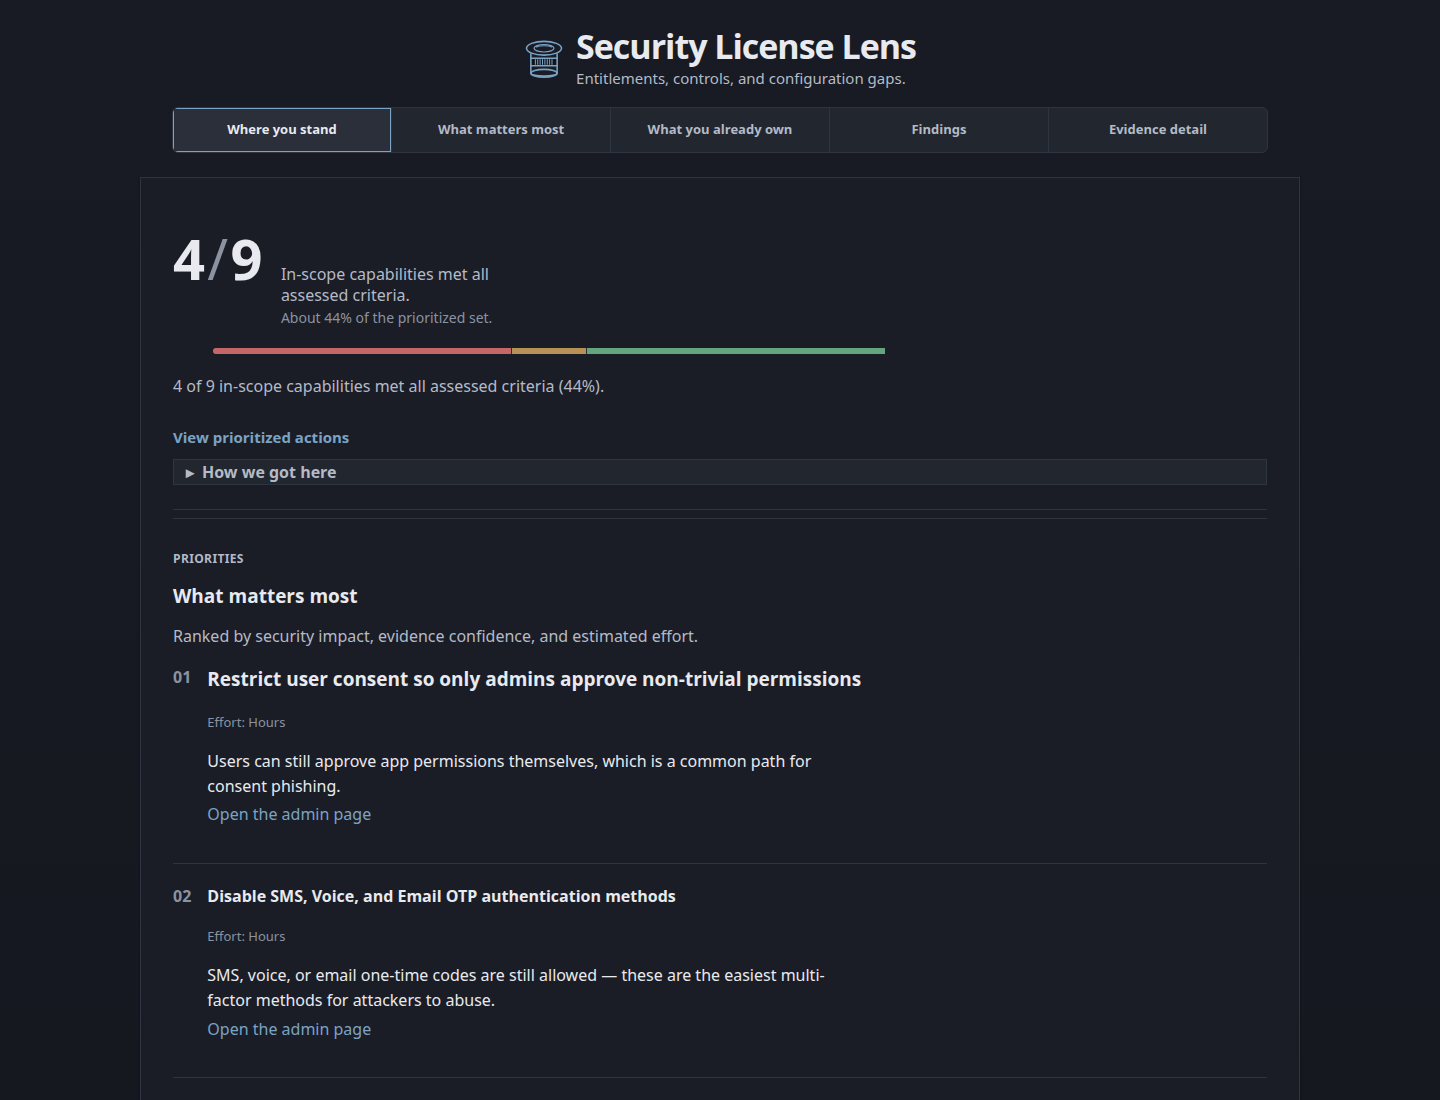 Security License Lens
Entitlements, controls, and configuration gaps.
Where you stand
What matters most
What you already own
Findings
Evidence detail
4/9
In-scope capabilities met all
assessed criteria.
About 44% of the prioritized set.
4 of 9 in-scope capabilities met all assessed criteria (44%).
View prioritized actions
▶ How we got here
PRIORITIES
What matters most
Ranked by security impact, evidence confidence, and estimated effort.
01 Restrict user consent so only admins approve non-trivial permissions
Effort: Hours
Users can still approve app permissions themselves, which is a common path for
consent phishing.
Open the admin page
02 Disable SMS, Voice, and Email OTP authentication methods
Effort: Hours
SMS, voice, or email one-time codes are still allowed — these are the easiest multi-
factor methods for attackers to abuse.
Open the admin page